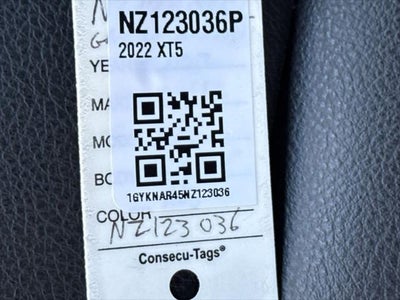 N
G
NZ123036P
2022 XT5
YE
MA
MO
BO
1GYKNAR45NZ123036
COLOR
NZ123036
Consecu-Tags®